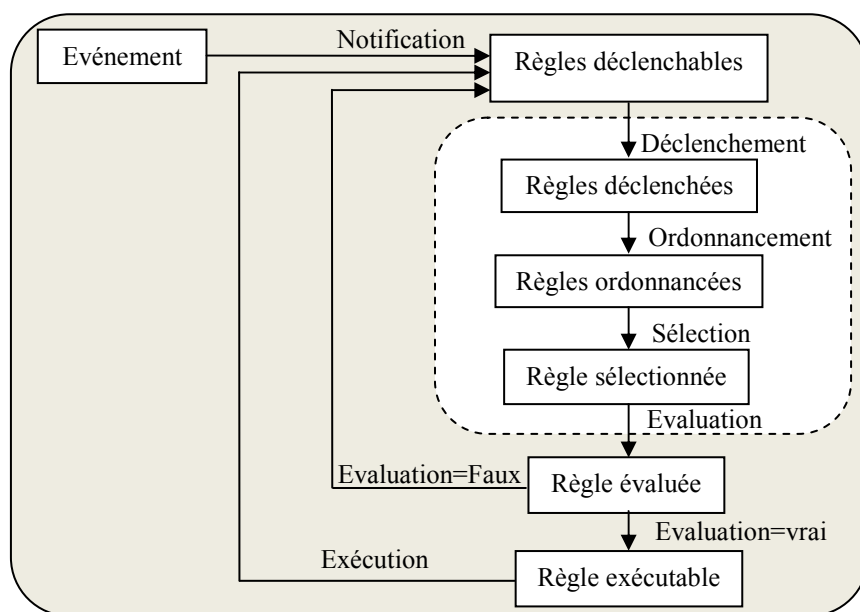 Notification
Evénement
Règles déclenchables
Déclenchement
Règles déclenchées
Ordonnancement
Règles ordonnancées
Sélection
Règle sélectionnée
Evaluation
Evaluation=Faux
Règle évaluée
Evaluation=vrai
Exécution
Règle exécutable